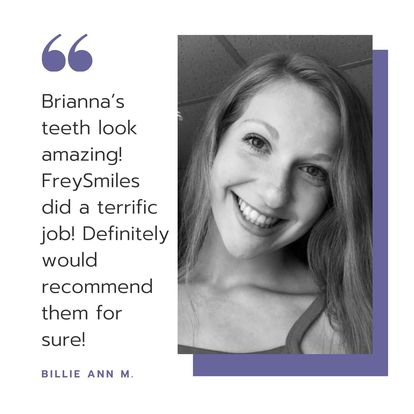 Brianna’s
teeth look
amazing!
FreySmiles
did a terrific
job! Definitely
would
recommend
them for
sure!
BILLIE ANN M.